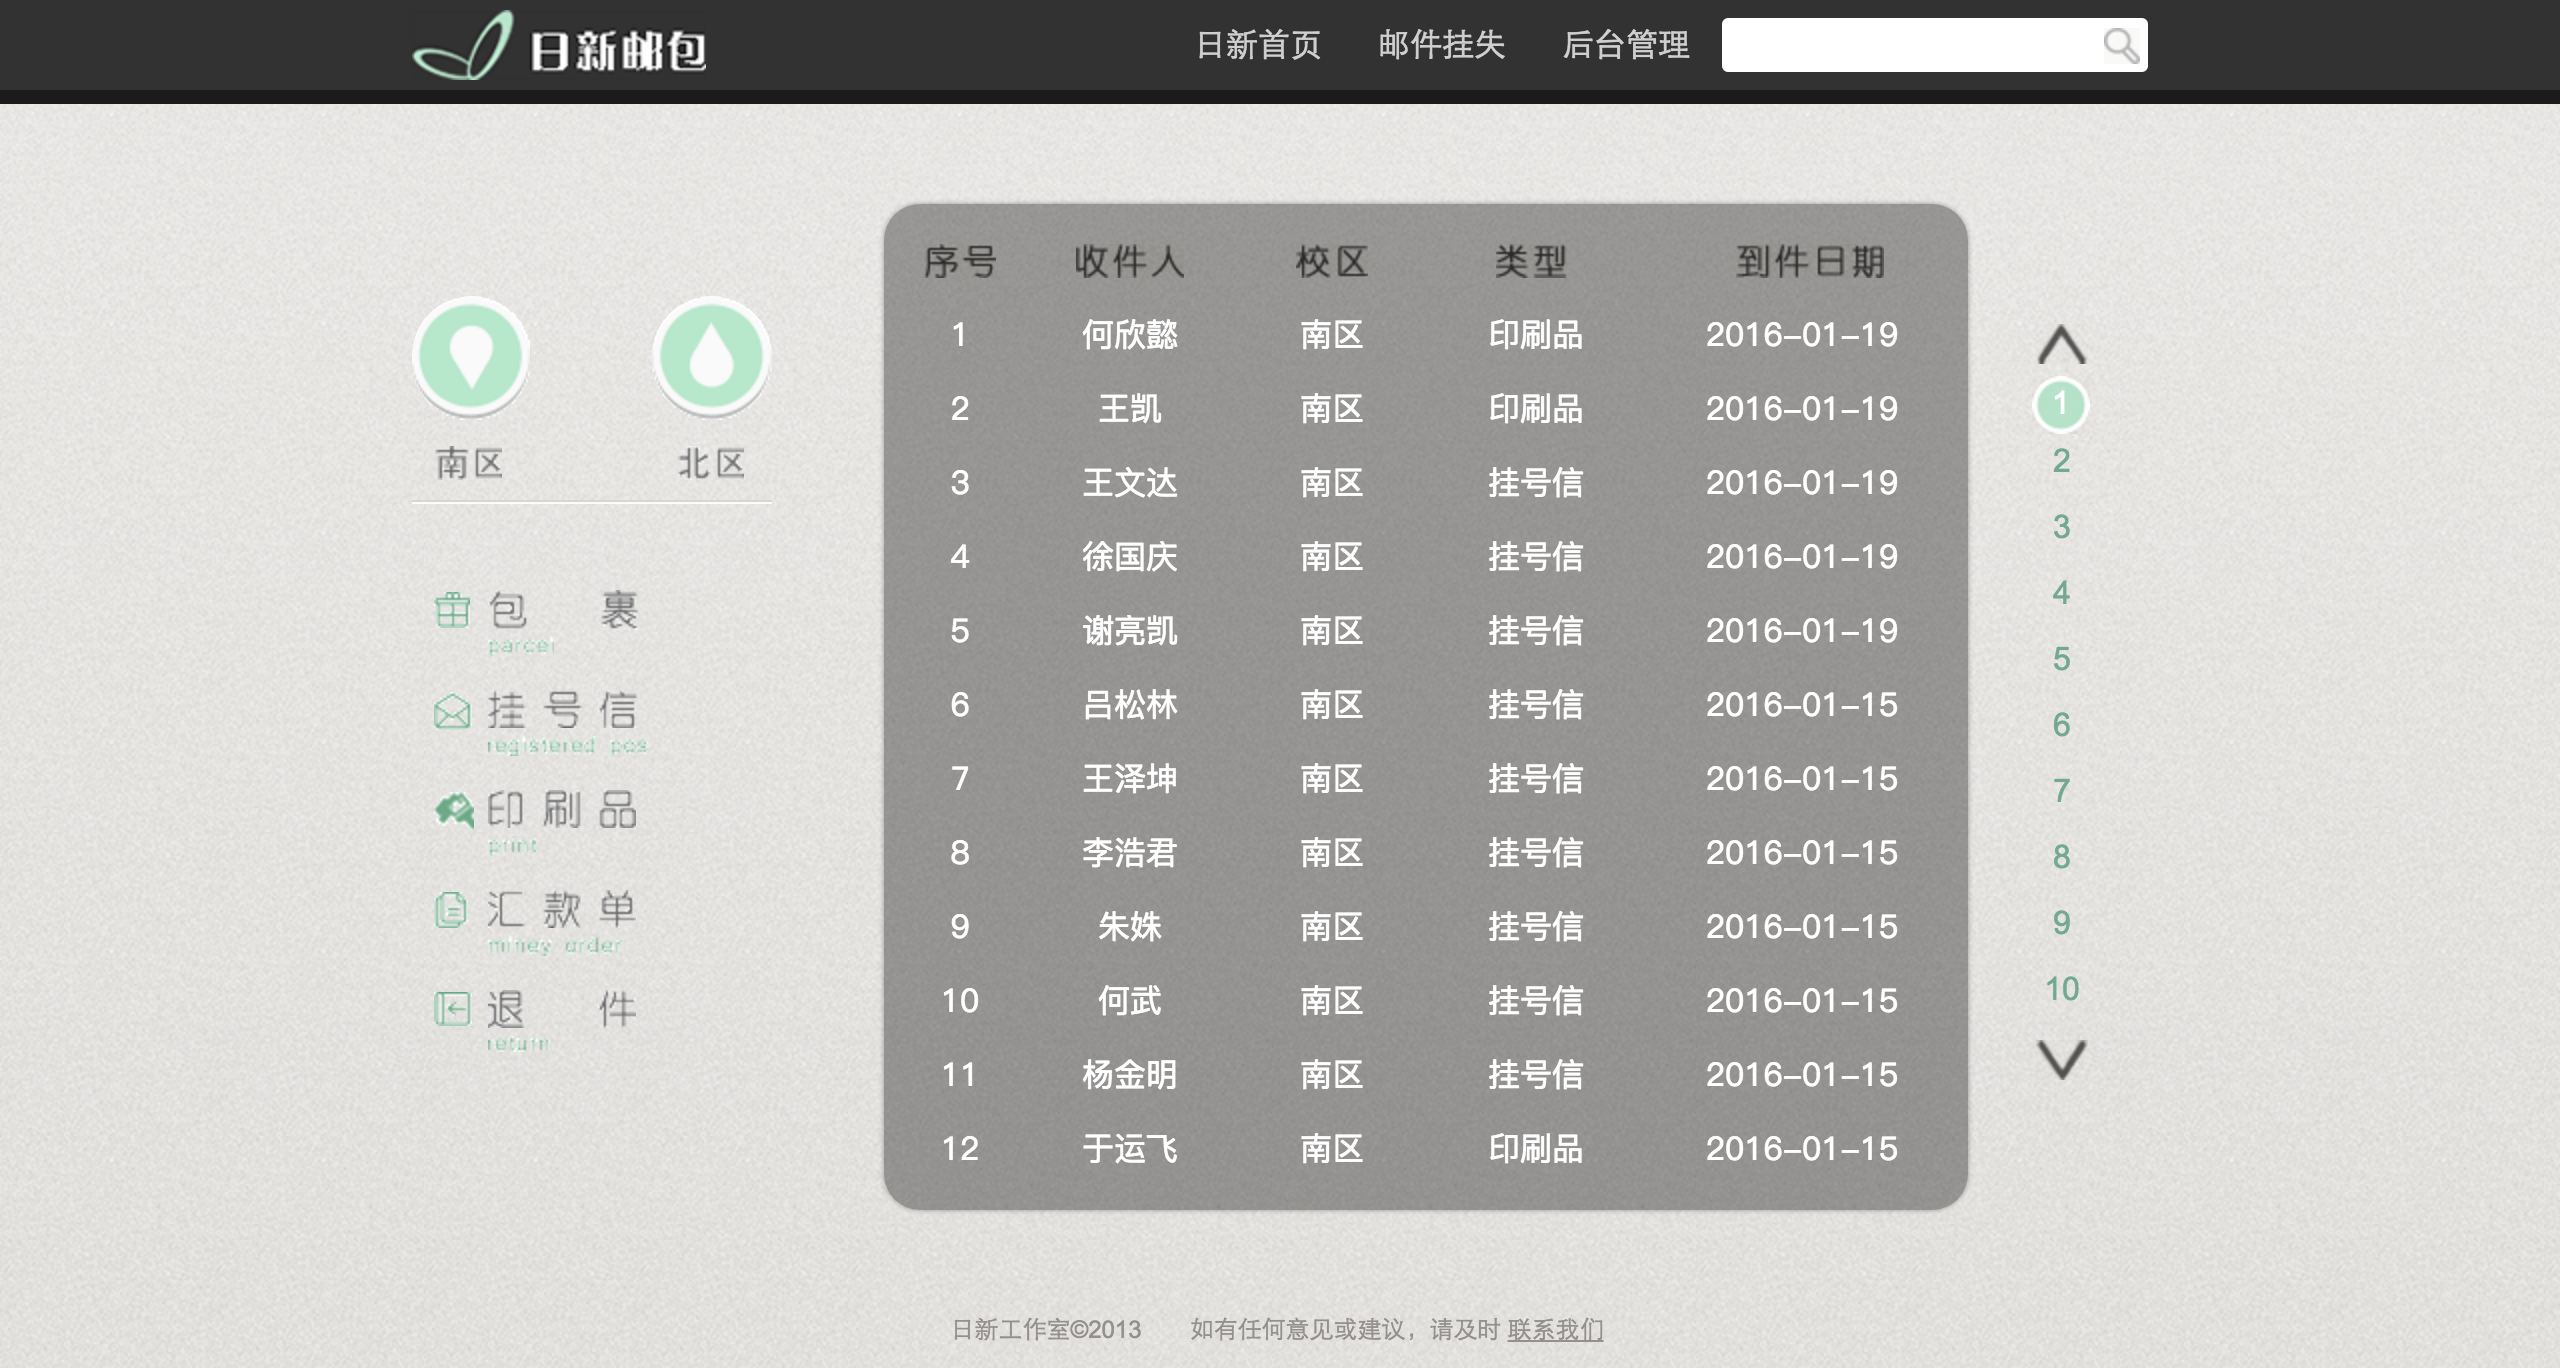 日新邮包 日新首页 邮件挂失 后台管理
南区 北区
包裹
parcel
挂号信
registered pos
印刷品
print
汇款单
miney order
退件
return
序号 收件人 校区 类型 到件日期
1 何欣懿 南区 印刷品 2016-01-19
2 王凯 南区 印刷品 2016-01-19
3 王文达 南区 挂号信 2016-01-19
4 徐国庆 南区 挂号信 2016-01-19
5 谢亮凯 南区 挂号信 2016-01-19
6 吕松林 南区 挂号信 2016-01-15
7 王泽坤 南区 挂号信 2016-01-15
8 李浩君 南区 挂号信 2016-01-15
9 朱姝 南区 挂号信 2016-01-15
10 何武 南区 挂号信 2016-01-15
11 杨金明 南区 挂号信 2016-01-15
12 于运飞 南区 印刷品 2016-01-15
1
2
3
4
5
6
7
8
9
10
日新工作室©2013 如有任何意见或建议，请及时 联系我们